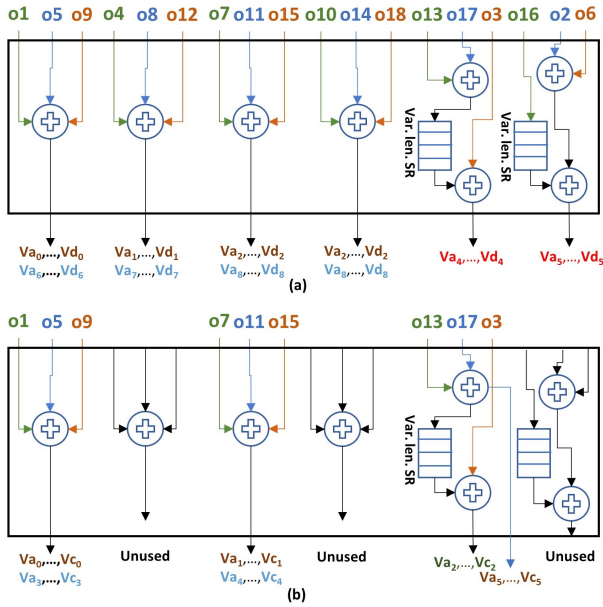 o1 o5 o9 o4 o8 o12 o7 o11 o15 o10 o14 o18 o13 o17 o3 o16 o2 o6
Var. len. SR
Var. len. SR
Va₀,...,Vd₀ Va₁,...,Vd₁ Va₂,...,Vd₂ Va₂,...,Vd₂ Va₄,...,Vd₄ Va₅,...,Vd₅
Va₆,...,Vd₆ Va₇,...,Vd₇ Va₈,...,Vd₈ Va₈,...,Vd₈
(a)
o1 o5 o9 o7 o11 o15 o13 o17 o3
Var. len. SR
Va₀,...,Vc₀ Unused Va₁,...,Vc₁ Unused Va₂,...,Vc₂ Unused
Va₃,...,Vc₃ Va₄,...,Vc₄ Va₅,...,Vc₅
(b)